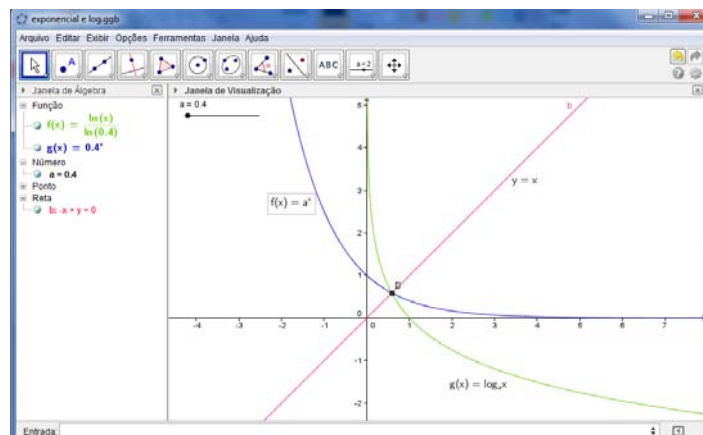 exponencial e log.ggb
Arquivo Editar Exibir Opções Ferramentas Janela Ajuda
A
ABC
a=2
Janela de Álgebra
Janela de Visualização
Função
f(x) = ln(x) / ln(0.4)
g(x) = 0.4ˣ
Número
a = 0.4
Ponto
Reta
b: -x + y = 0
a = 0.4
b
y = x
f(x) = aˣ
g(x) = logₐx
5
4
3
2
1
0
-1
-2
-4
-3
-2
-1
0
1
2
3
4
5
6
7
Entrada: